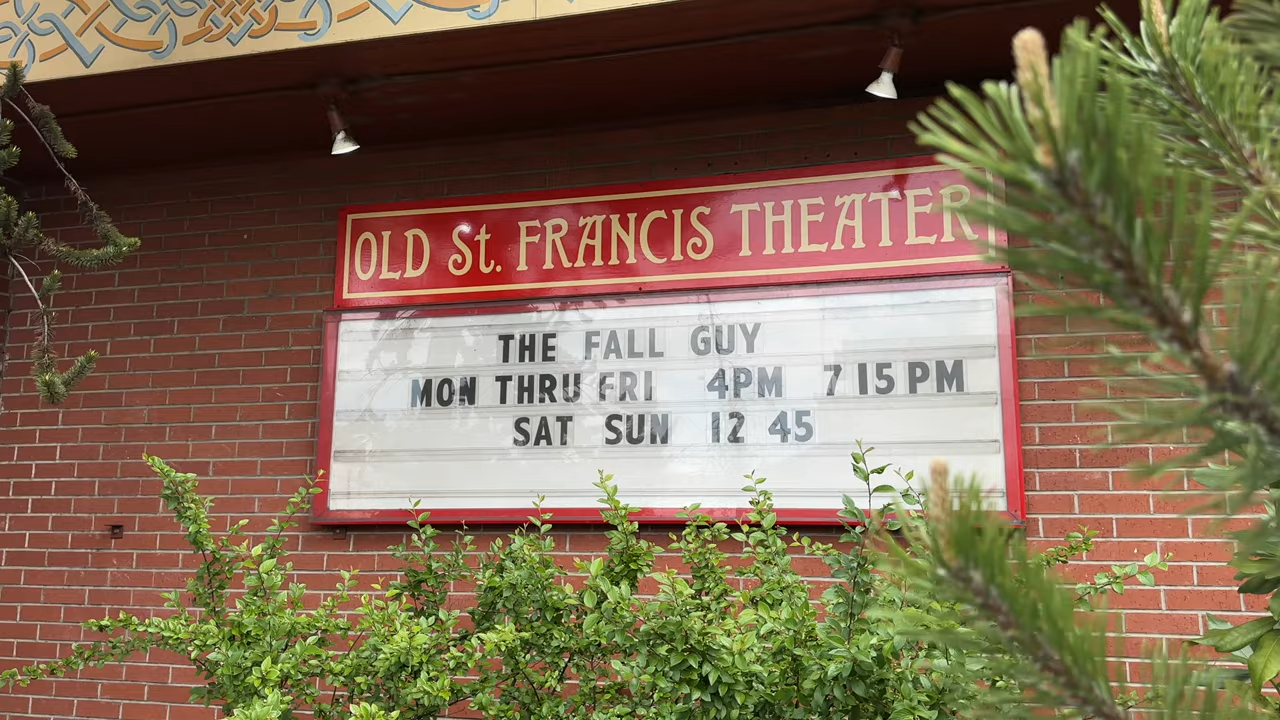 OLD St. FRANCIS THEATER
THE FALL GUY
MON THRU FRI 4PM 7 15 PM
SAT SUN 12 45